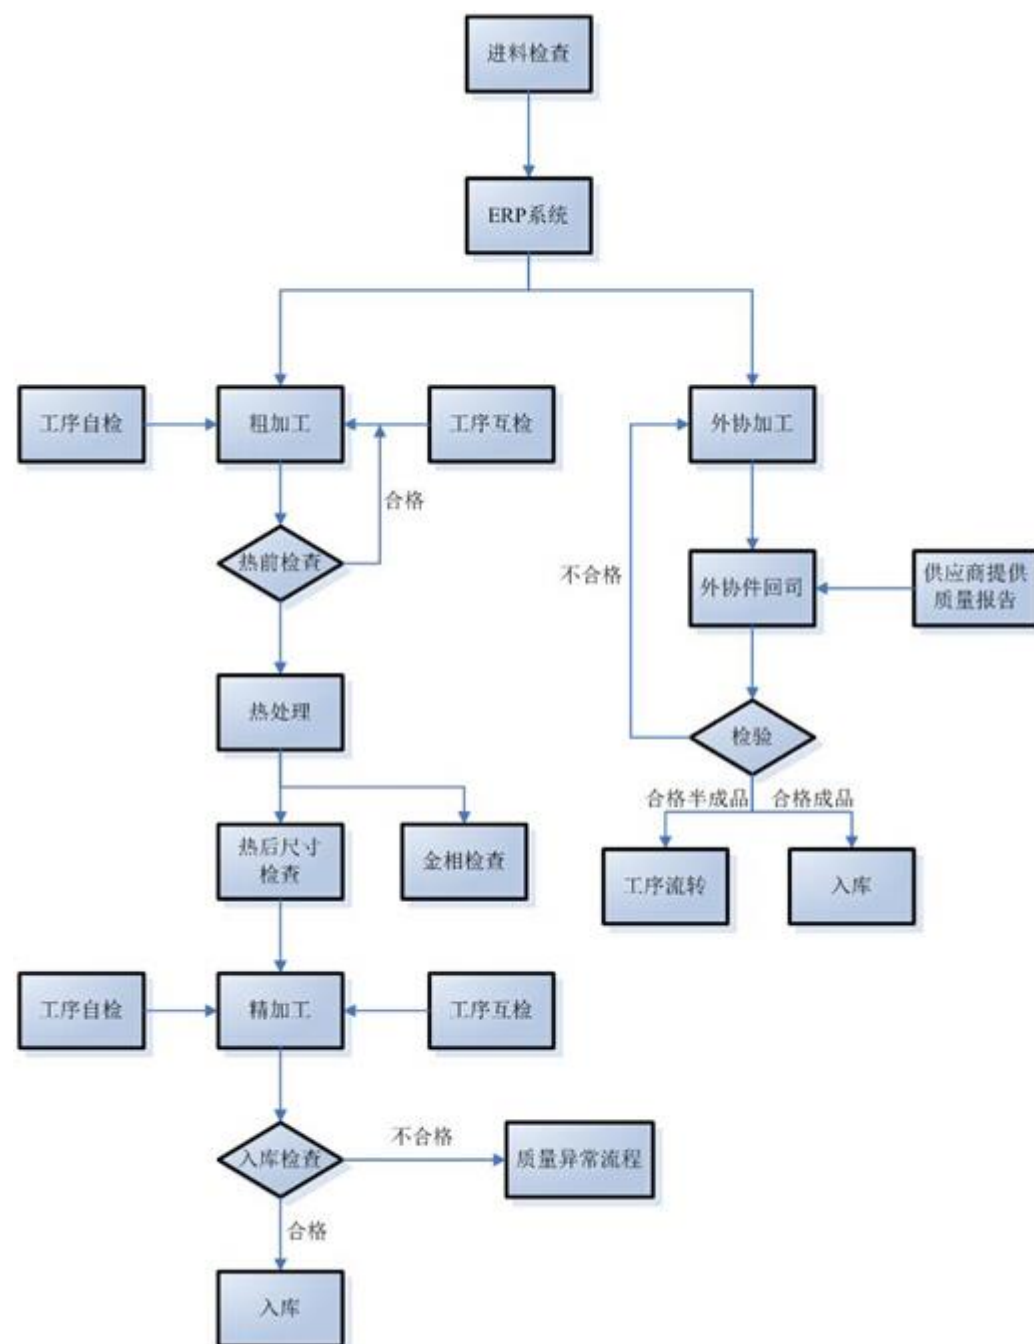 进料检查
ERP系统
工序自检
粗加工
工序互检
外协加工
合格
热前检查
不合格
外协件回司
供应商提供
质量报告
热处理
检验
合格半成品
合格成品
热后尺寸
检查
金相检查
工序流转
入库
工序自检
精加工
工序互检
入库检查
不合格
质量异常流程
合格
入库